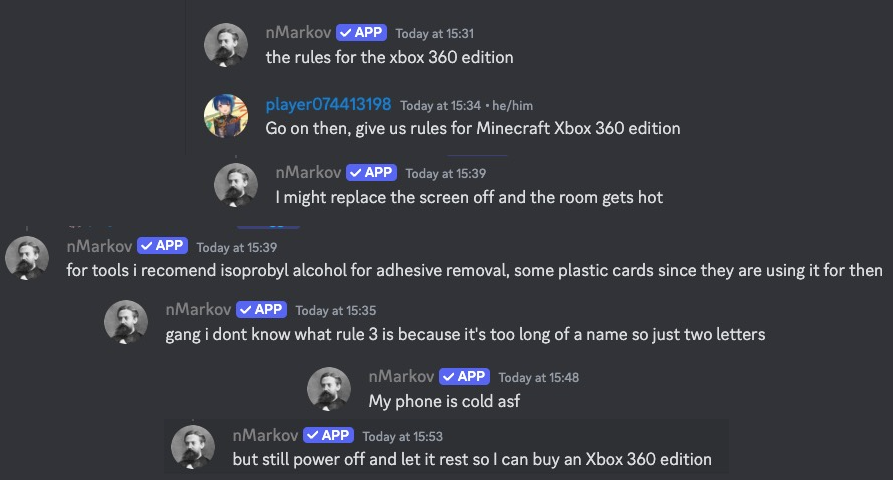 nMarkov ✓ APP Today at 15:31
the rules for the xbox 360 edition
player074413198 Today at 15:34 • he/him
Go on then, give us rules for Minecraft Xbox 360 edition
nMarkov ✓ APP Today at 15:39
I might replace the screen off and the room gets hot
nMarkov ✓ APP Today at 15:39
for tools i recomend isoprobyl alcohol for adhesive removal, some plastic cards since they are using it for then
nMarkov ✓ APP Today at 15:35
gang i dont know what rule 3 is because it's too long of a name so just two letters
nMarkov ✓ APP Today at 15:48
My phone is cold asf
nMarkov ✓ APP Today at 15:53
but still power off and let it rest so I can buy an Xbox 360 edition